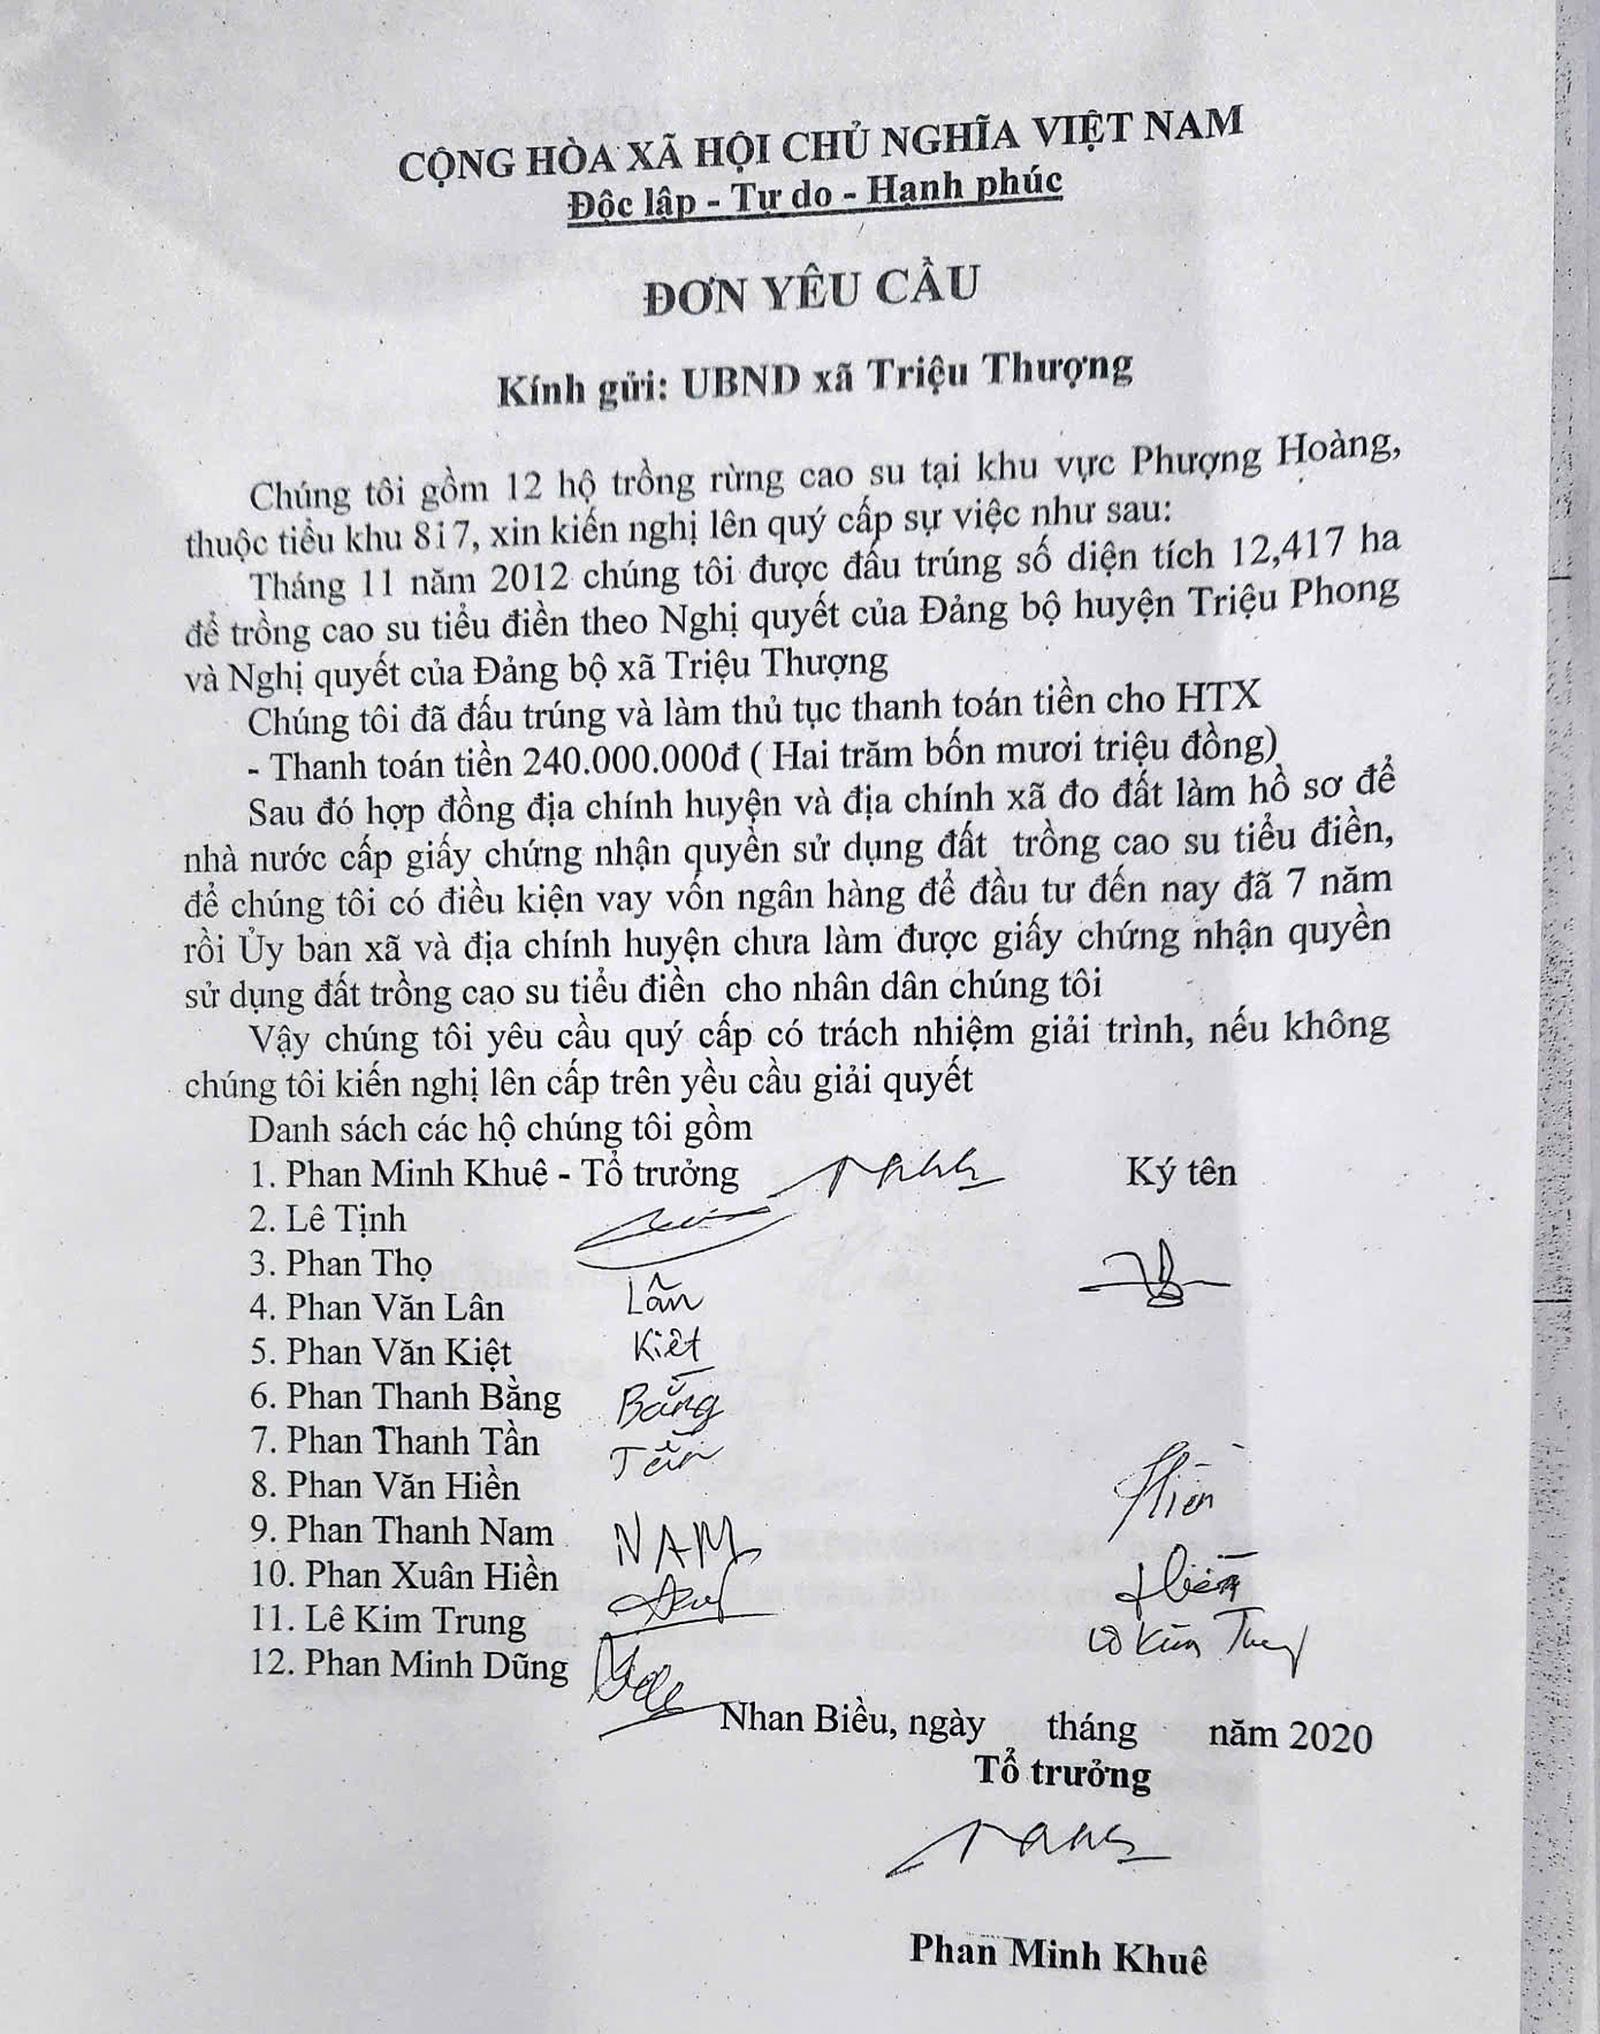 CỘNG HÒA XÃ HỘI CHỦ NGHĨA VIỆT NAM
Độc lập - Tự do - Hạnh phúc
ĐƠN YÊU CẦU
Kính gửi: UBND xã Triệu Thượng
Chúng tôi gồm 12 hộ trồng rừng cao su tại khu vực Phượng Hoàng,
thuộc tiểu khu 817, xin kiến nghị lên quý cấp sự việc như sau:
Tháng 11 năm 2012 chúng tôi được đấu trúng số diện tích 12,417 ha
để trồng cao su tiểu điền theo Nghị quyết của Đảng bộ huyện Triệu Phong
và Nghị quyết của Đảng bộ xã Triệu Thượng
Chúng tôi đã đấu trúng và làm thủ tục thanh toán tiền cho HTX
- Thanh toán tiền 240.000.000đ ( Hai trăm bốn mươi triệu đồng)
Sau đó hợp đồng địa chính huyện và địa chính xã đo đất làm hồ sơ để
nhà nước cấp giấy chứng nhận quyền sử dụng đất trồng cao su tiểu điền,
để chúng tôi có điều kiện vay vốn ngân hàng để đầu tư đến nay đã 7 năm
rồi Ủy ban xã và địa chính huyện chưa làm được giấy chứng nhận quyền
sử dụng đất trồng cao su tiểu điền cho nhân dân chúng tôi
Vậy chúng tôi yêu cầu quý cấp có trách nhiệm giải trình, nếu không
chúng tôi kiến nghị lên cấp trên yều cầu giải quyết
Danh sách các hộ chúng tôi gồm
1. Phan Minh Khuê - Tổ trưởng Ký tên
2. Lê Tịnh
3. Phan Thọ
4. Phan Văn Lân Lân
5. Phan Văn Kiệt Kiệt
6. Phan Thanh Bằng Bằng
7. Phan Thanh Tần Tần
8. Phan Văn Hiền Hiền
9. Phan Thanh Nam NAM
10. Phan Xuân Hiền Hiền
11. Lê Kim Trung Lê Kim Trung
12. Phan Minh Dũng
Nhan Biều, ngày tháng năm 2020
Tổ trưởng
Phan Minh Khuê